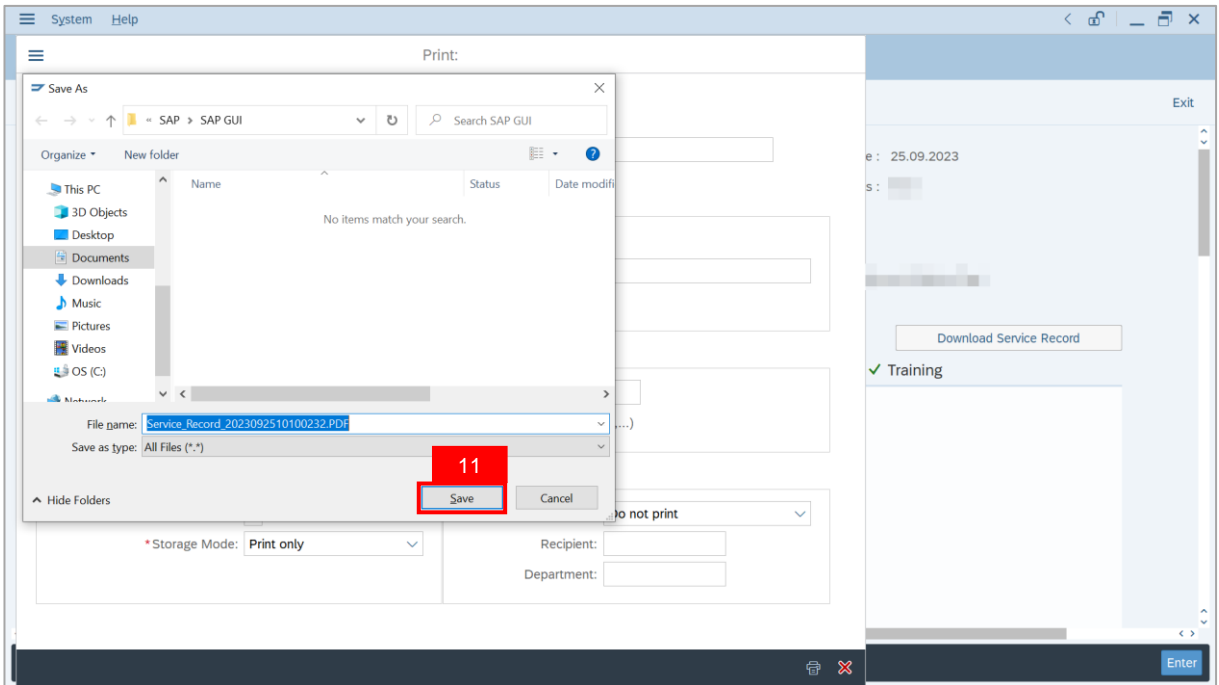 System Help
Print:
Save As
Exit
« SAP > SAP GUI
Search SAP GUI
Organize New folder
e : 25.09.2023
This PC
Name Status Date modifi
s :
3D Objects
No items match your search.
Desktop
Documents
Downloads
Music
Pictures
Download Service Record
Videos
OS (C:)
Training
Network
File name: Service_Record_2023092510100232.PDF
,...)
Save as type: All Files (*.*)
11
Hide Folders
Save Cancel
Do not print
*Storage Mode: Print only
Recipient:
Department:
Enter